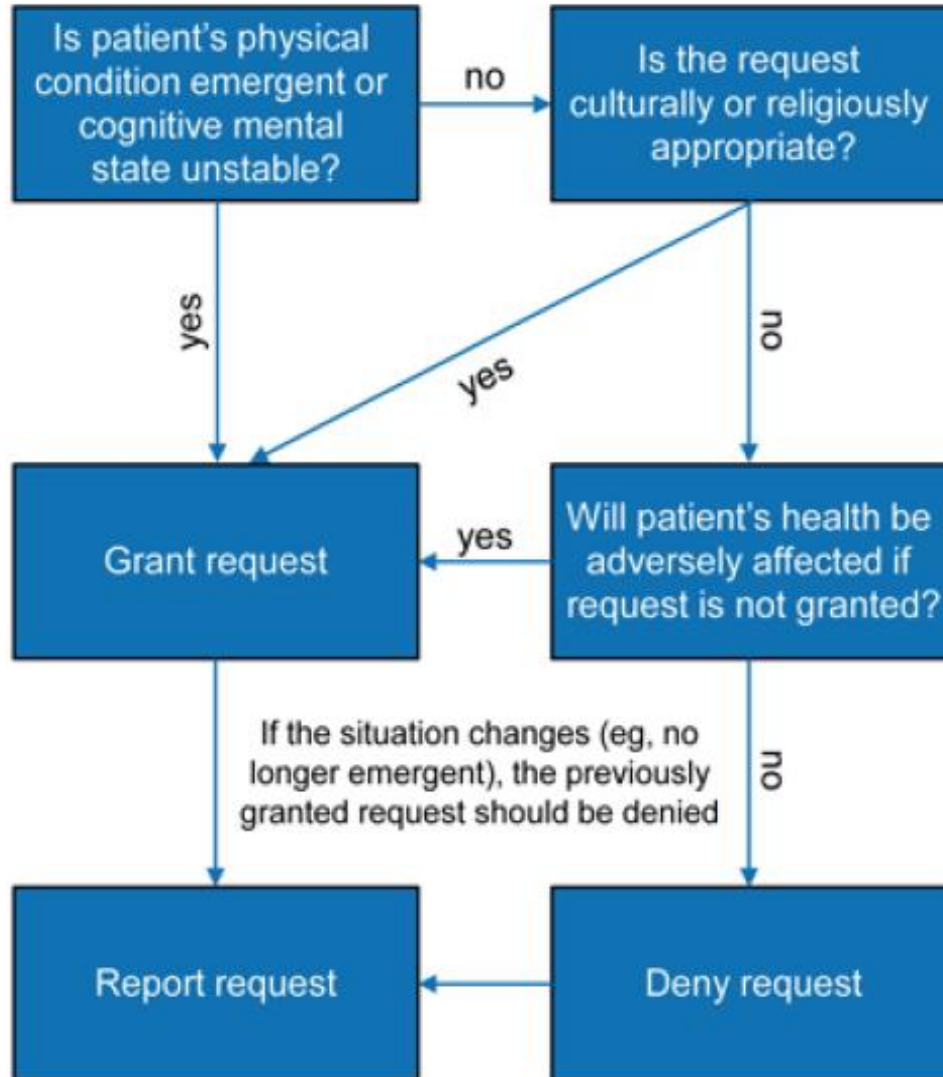 Is patient's physical
condition emergent or
cognitive mental
state unstable?
no
Is the request
culturally or religiously
appropriate?
yes
yes
no
Grant request
yes
Will patient's health be
adversely affected if
request is not granted?
If the situation changes (eg, no
longer emergent), the previously
granted request should be denied
no
Report request
Deny request